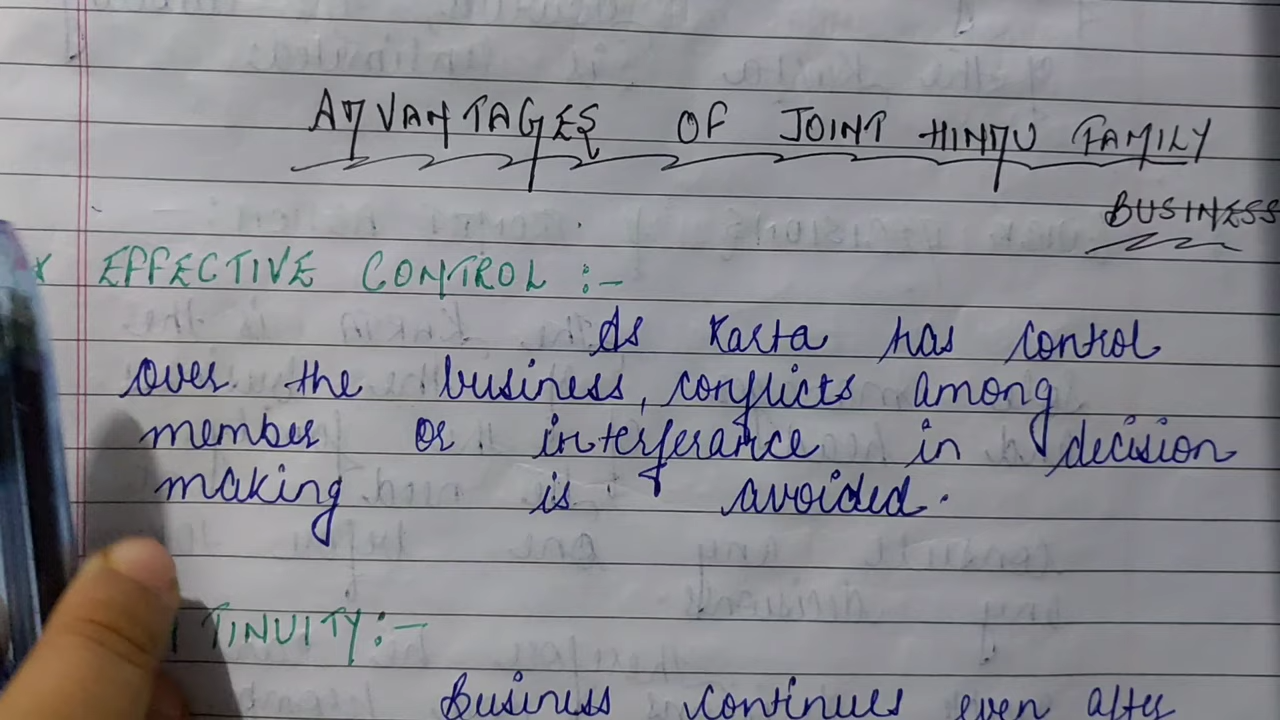 ADVANTAGES OF JOINT HINDU FAMILY
BUSINESS
* EFFECTIVE CONTROL :-
As Karta has control
over the business, conflicts among
member or interferance in decision
making is avoided.
TINUITY :-
Business continues even after